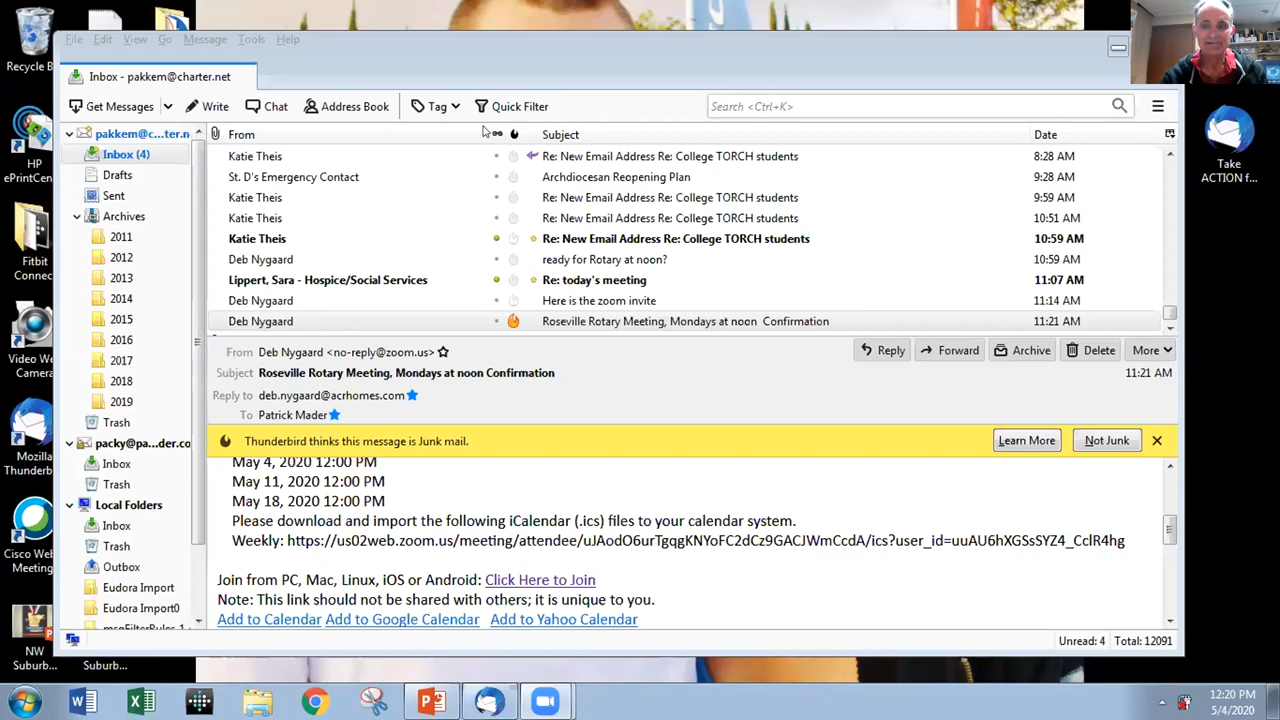 Recycle B
HP
ePrintCen
Fitbit
Connec
Video We
Camera
Mozilla
Thunderb
Cisco Web
Meeting
NW
Suburb...
Suburb...
File Edit View Go Message Tools Help
Inbox - pakkem@charter.net
Get Messages Write Chat Address Book Tag Quick Filter Search <Ctrl+K>
pakkem@c...ter.n
Inbox (4)
Drafts
Sent
Archives
2011
2012
2013
2014
2015
2016
2017
2018
2019
Trash
packy@pa...der.co
Inbox
Trash
Local Folders
Inbox
Trash
Outbox
Eudora Import
Eudora Import0
msgFilterRules 1
From Subject Date
Katie Theis Re: New Email Address Re: College TORCH students 8:28 AM
St. D's Emergency Contact Archdiocesan Reopening Plan 9:28 AM
Katie Theis Re: New Email Address Re: College TORCH students 9:59 AM
Katie Theis Re: New Email Address Re: College TORCH students 10:51 AM
Katie Theis Re: New Email Address Re: College TORCH students 10:59 AM
Deb Nygaard ready for Rotary at noon? 10:59 AM
Lippert, Sara - Hospice/Social Services Re: today's meeting 11:07 AM
Deb Nygaard Here is the zoom invite 11:14 AM
Deb Nygaard Roseville Rotary Meeting, Mondays at noon Confirmation 11:21 AM
From Deb Nygaard <no-reply@zoom.us> Reply Forward Archive Delete More
Subject Roseville Rotary Meeting, Mondays at noon Confirmation 11:21 AM
Reply to deb.nygaard@acrhomes.com
To Patrick Mader
Thunderbird thinks this message is Junk mail. Learn More Not Junk
May 4, 2020 12:00 PM
May 11, 2020 12:00 PM
May 18, 2020 12:00 PM
Please download and import the following iCalendar (.ics) files to your calendar system.
Weekly: https://us02web.zoom.us/meeting/attendee/uJAodO6urTgqgKNYoFC2dCz9GACJWmCcdA/ics?user_id=uuAU6hXGSsSYZ4_CclR4hg
Join from PC, Mac, Linux, iOS or Android: Click Here to Join
Note: This link should not be shared with others; it is unique to you.
Add to Calendar Add to Google Calendar Add to Yahoo Calendar
Unread: 4 Total: 12091
Take
ACTION f...
12:20 PM
5/4/2020